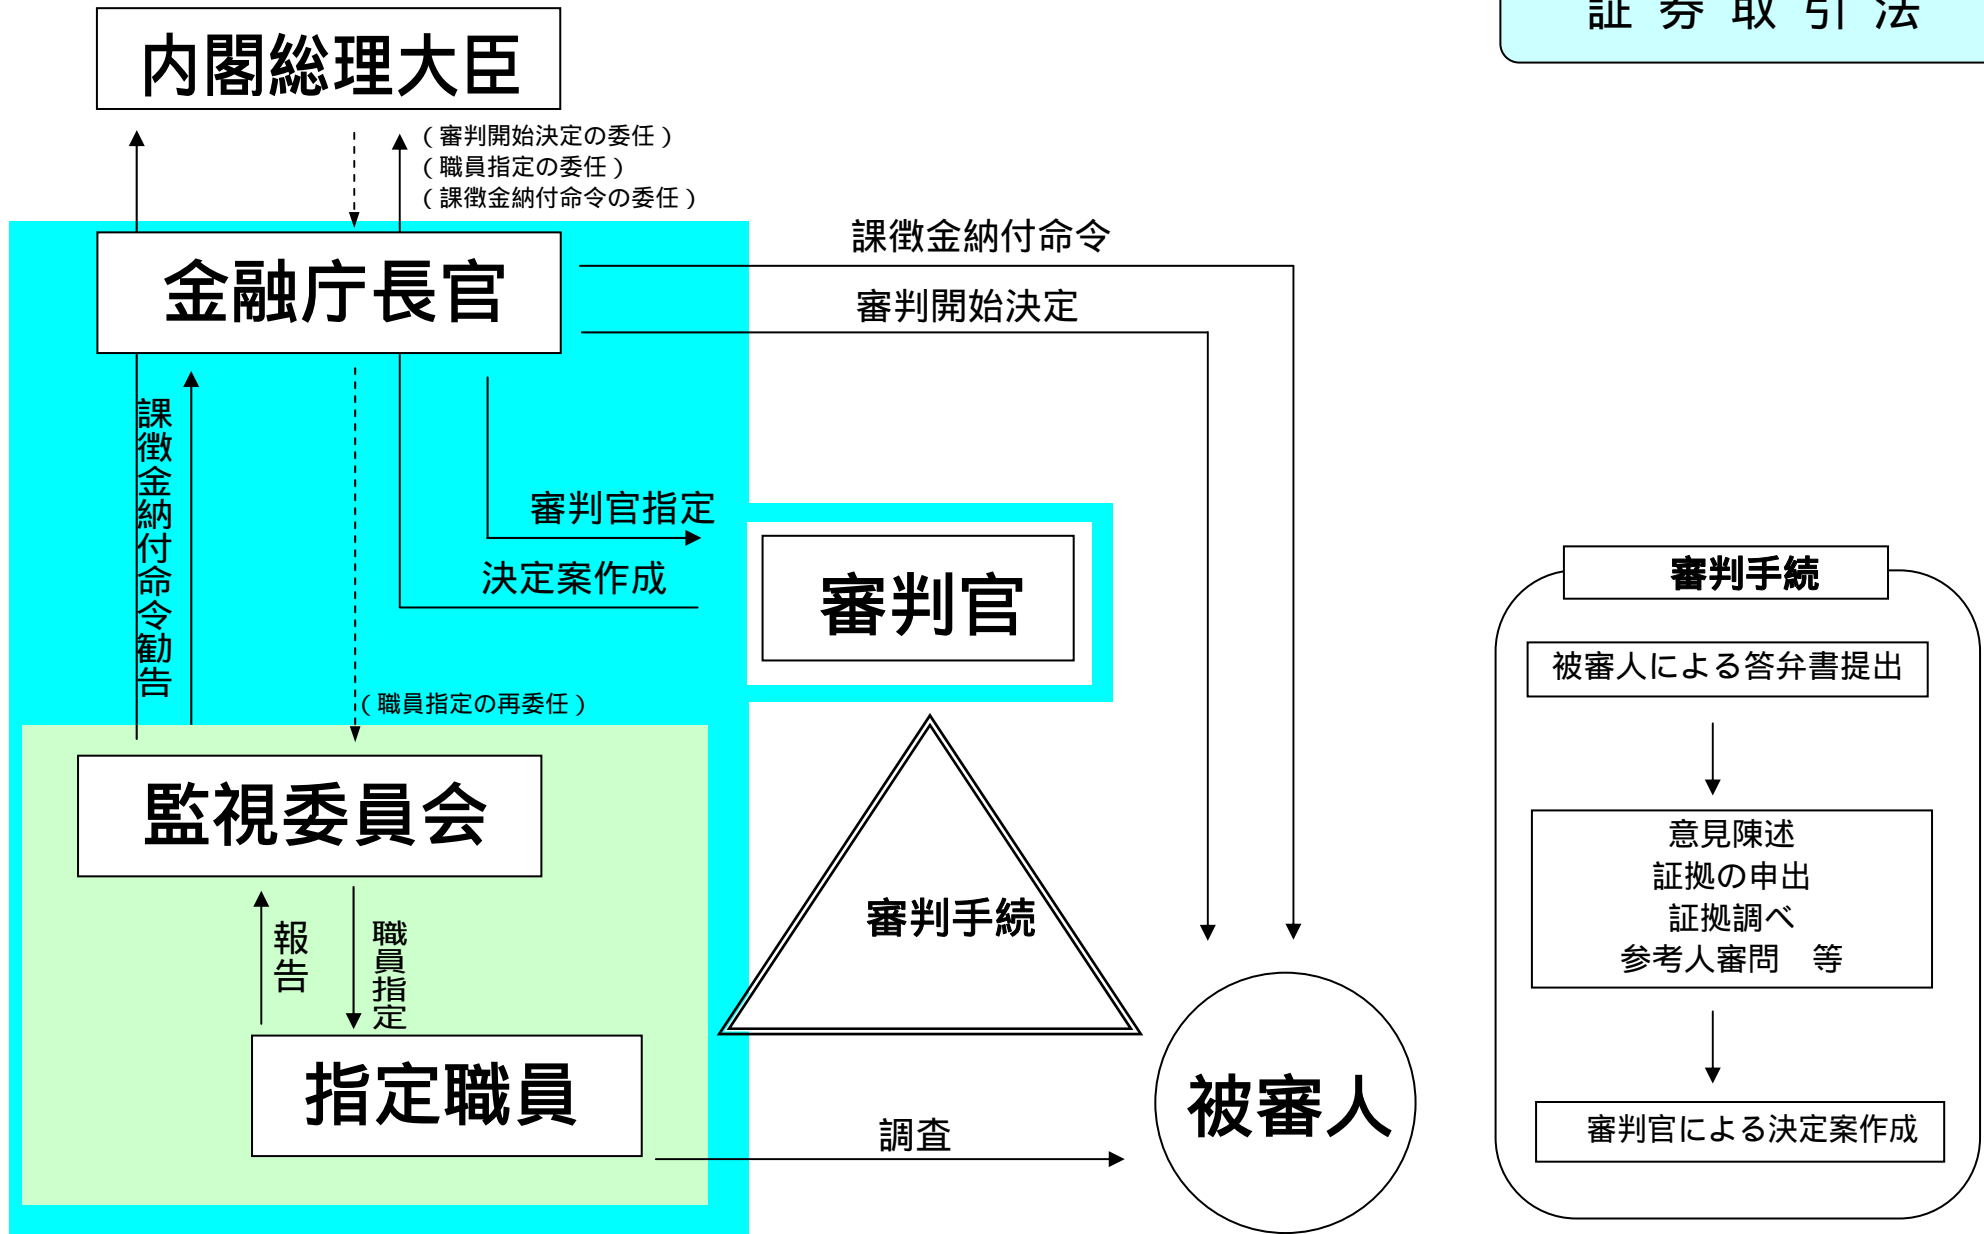 証券取引法
内閣総理大臣
（審判開始決定の委任）
（職員指定の委任）
（課徴金納付命令の委任）
課徴金納付命令
金融庁長官
審判開始決定
課徴金納付命令勧告
審判官指定
決定案作成
審判官
（職員指定の再委任）
監視委員会
審判手続
報告
職員指定
指定職員
調査
被審人
審判手続
被審人による答弁書提出
意見陳述
証拠の申出
証拠調べ
参考人審問　等
審判官による決定案作成